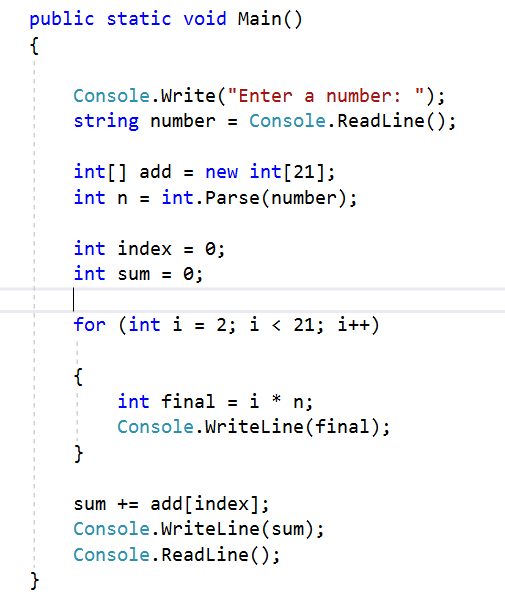 public static void Main()
{
Console.Write("Enter a number: ");
string number = Console.ReadLine();
int[] add = new int[21];
int n = int.Parse(number);
int index = 0;
int sum = 0;
for (int i = 2; i < 21; i++)
{
int final = i * n;
Console.WriteLine(final);
}
sum += add[index];
Console.WriteLine(sum);
Console.ReadLine();
}